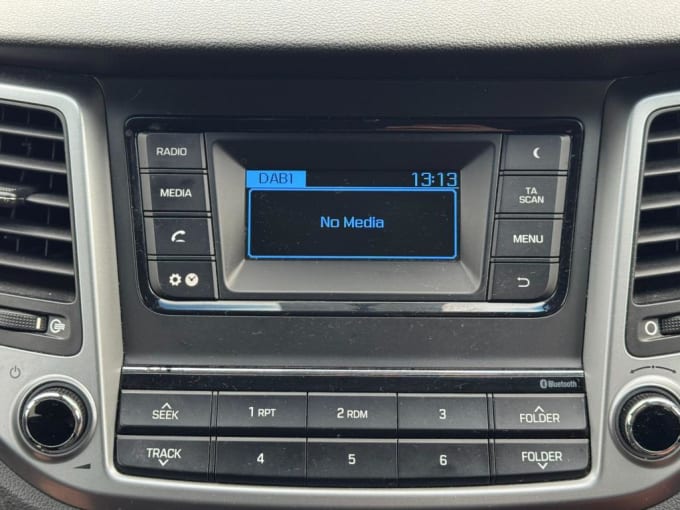 RADIO
DAB1 13:13
MEDIA
TA
SCAN
No Media
MENU
Bluetooth
SEEK
1 RPT
2 RDM
3
FOLDER
TRACK
4
5
6
FOLDER